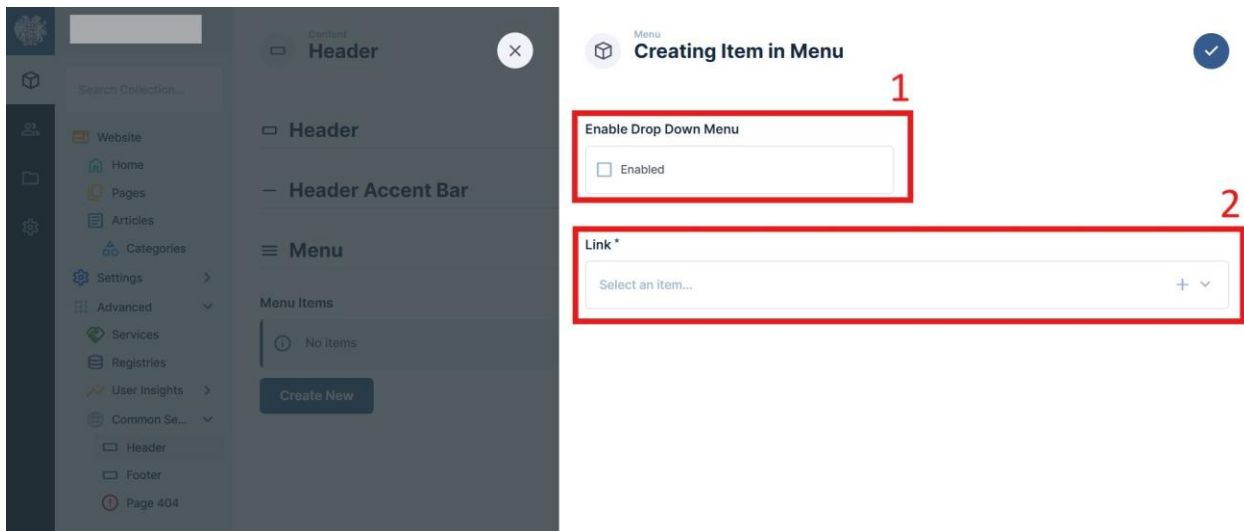 Search Collection...
Website
Home
Pages
Articles
Categories
Settings
Advanced
Services
Registries
User Insights
Common Se...
Header
Footer
Page 404
Content
Header
Header
Header Accent Bar
Menu
Menu Items
No items
Create New
Menu
Creating Item in Menu
1
Enable Drop Down Menu
Enabled
2
Link *
Select an item...